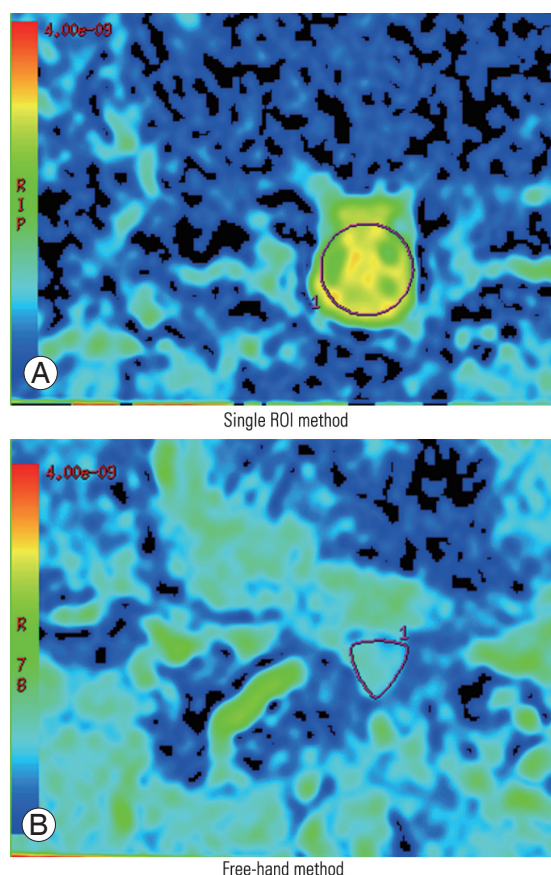 4.00e-09
R
I
P
1
A
Single ROI method
4.00e-09
R
7
8
1
B
Free-hand method